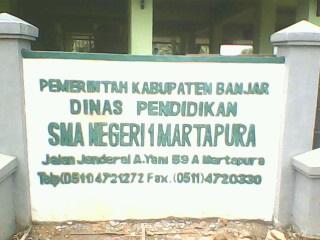 PEMERINTAH KABUPATEN BANJAR
DINAS PENDIDIKAN
SMA NEGERI 1 MARTAPURA
Jalan Jenderal A.Yani 59 A Martapura
Telp(0511)4721272 Fax.(0511)4720330